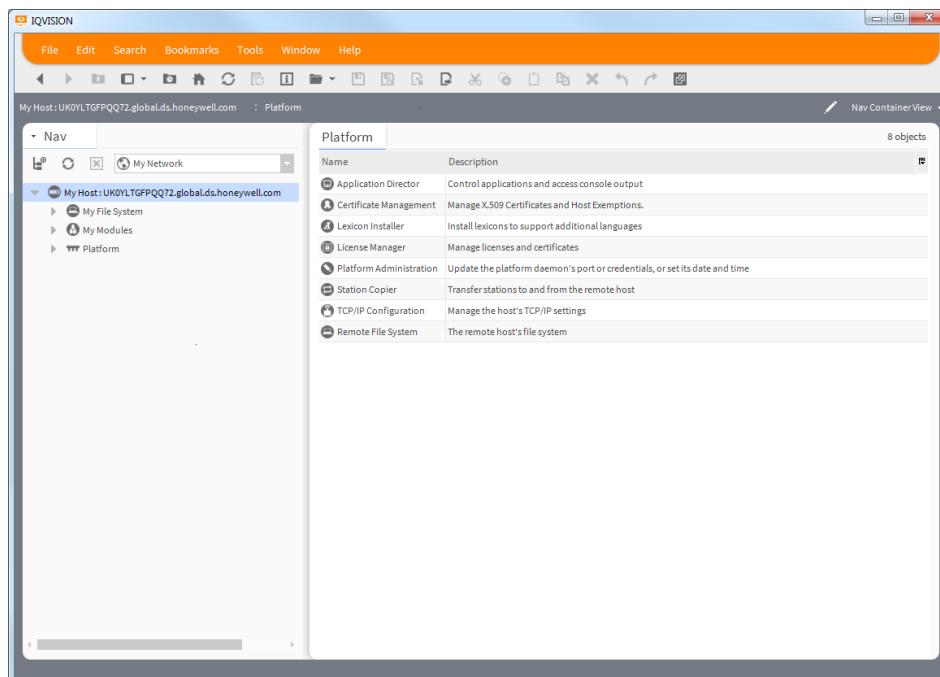 IQVISION
File Edit Search Bookmarks Tools Window Help
My Host : UK0YLTGFPQQ72.global.ds.honeywell.com : Platform Nav Container View
Nav
My Network
My Host : UK0YLTGFPQQ72.global.ds.honeywell.com
My File System
My Modules
Platform
Platform 8 objects
Name Description
Application Director Control applications and access console output
Certificate Management Manage X.509 Certificates and Host Exemptions.
Lexicon Installer Install lexicons to support additional languages
License Manager Manage licenses and certificates
Platform Administration Update the platform daemon's port or credentials, or set its date and time
Station Copier Transfer stations to and from the remote host
TCP/IP Configuration Manage the host's TCP/IP settings
Remote File System The remote host's file system